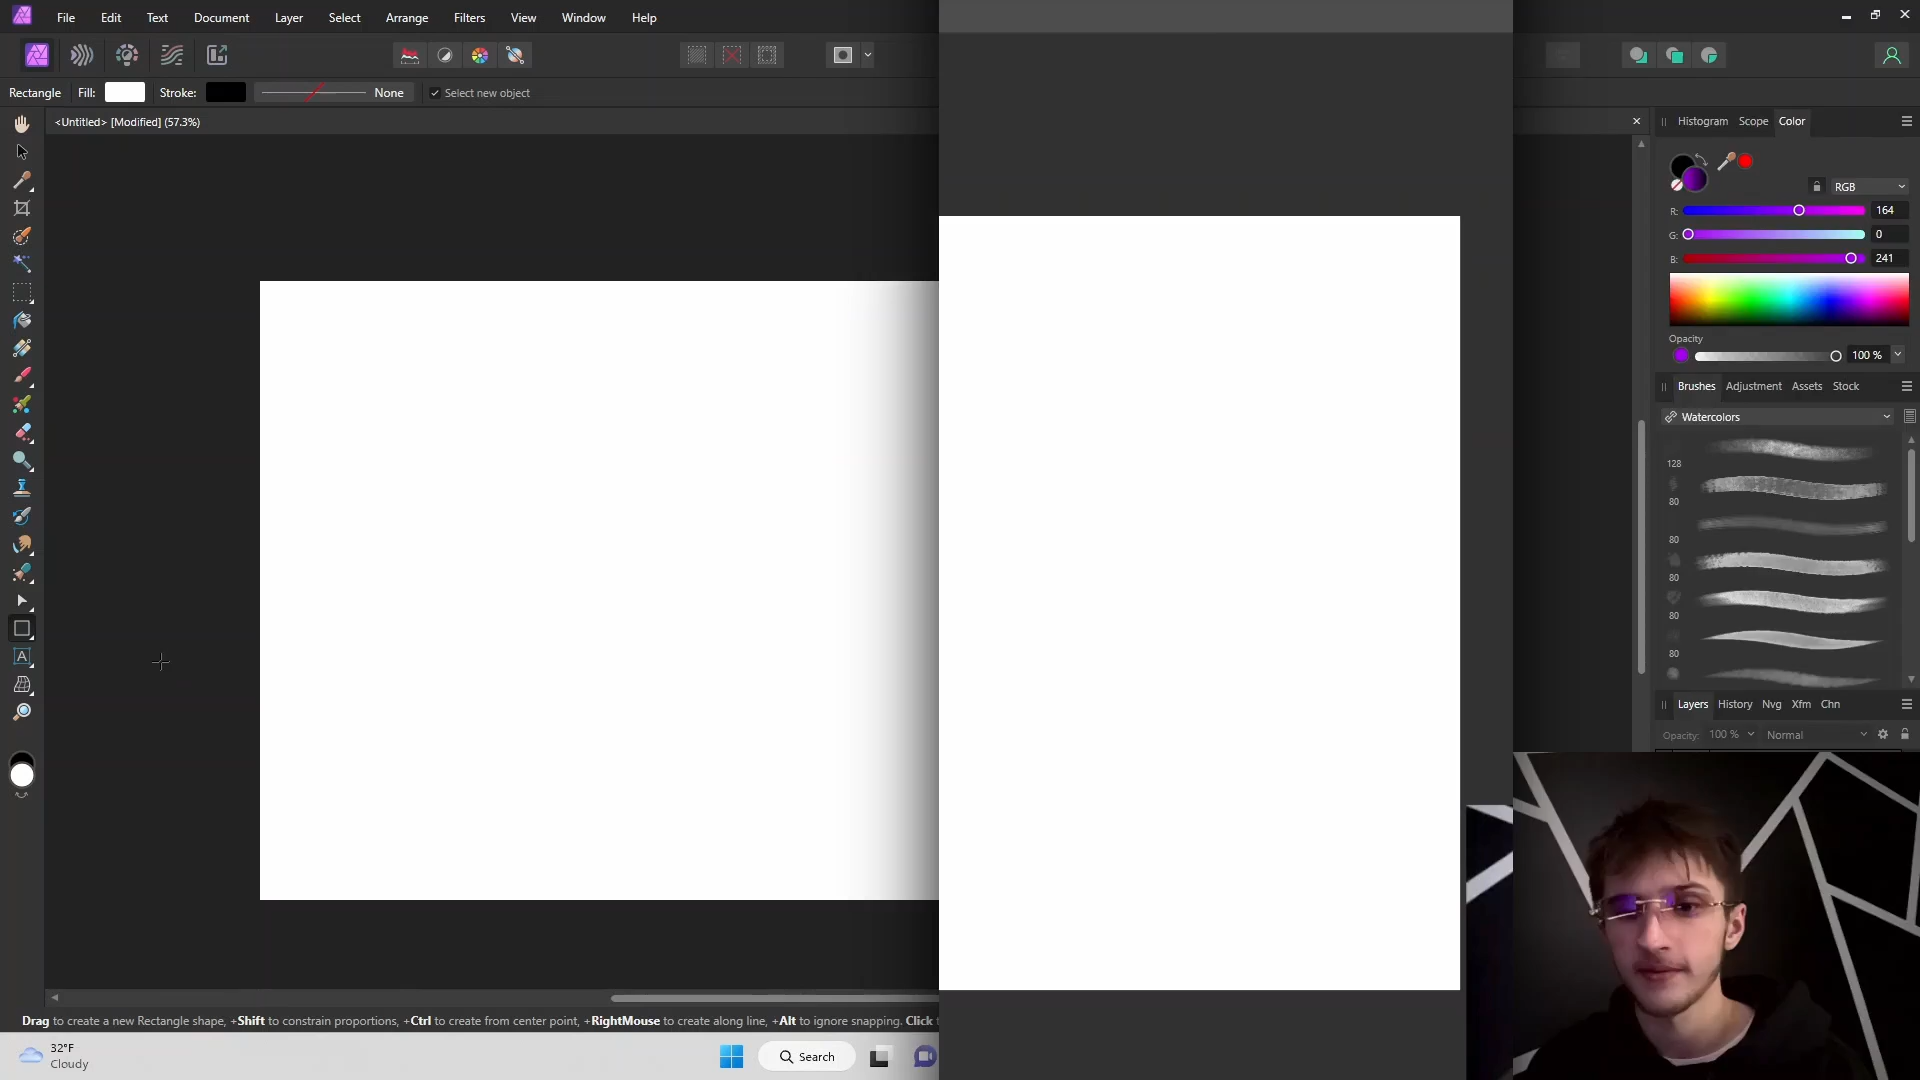 File Edit Text Document Layer Select Arrange Filters View Window Help
Rectangle Fill: Stroke: None Select new object
<Untitled> [Modified] (57.3%)
Histogram Scope Color
RGB
R: 164
G: 0
B: 241
Opacity
100 %
Brushes Adjustment Assets Stock
Watercolors
128
80
80
80
80
80
Layers History Nvg Xfm Chn
Opacity: 100 % Normal
A
Drag to create a new Rectangle shape, +Shift to constrain proportions, +Ctrl to create from center point, +RightMouse to create along line, +Alt to ignore snapping. Click
32°F
Cloudy
Search